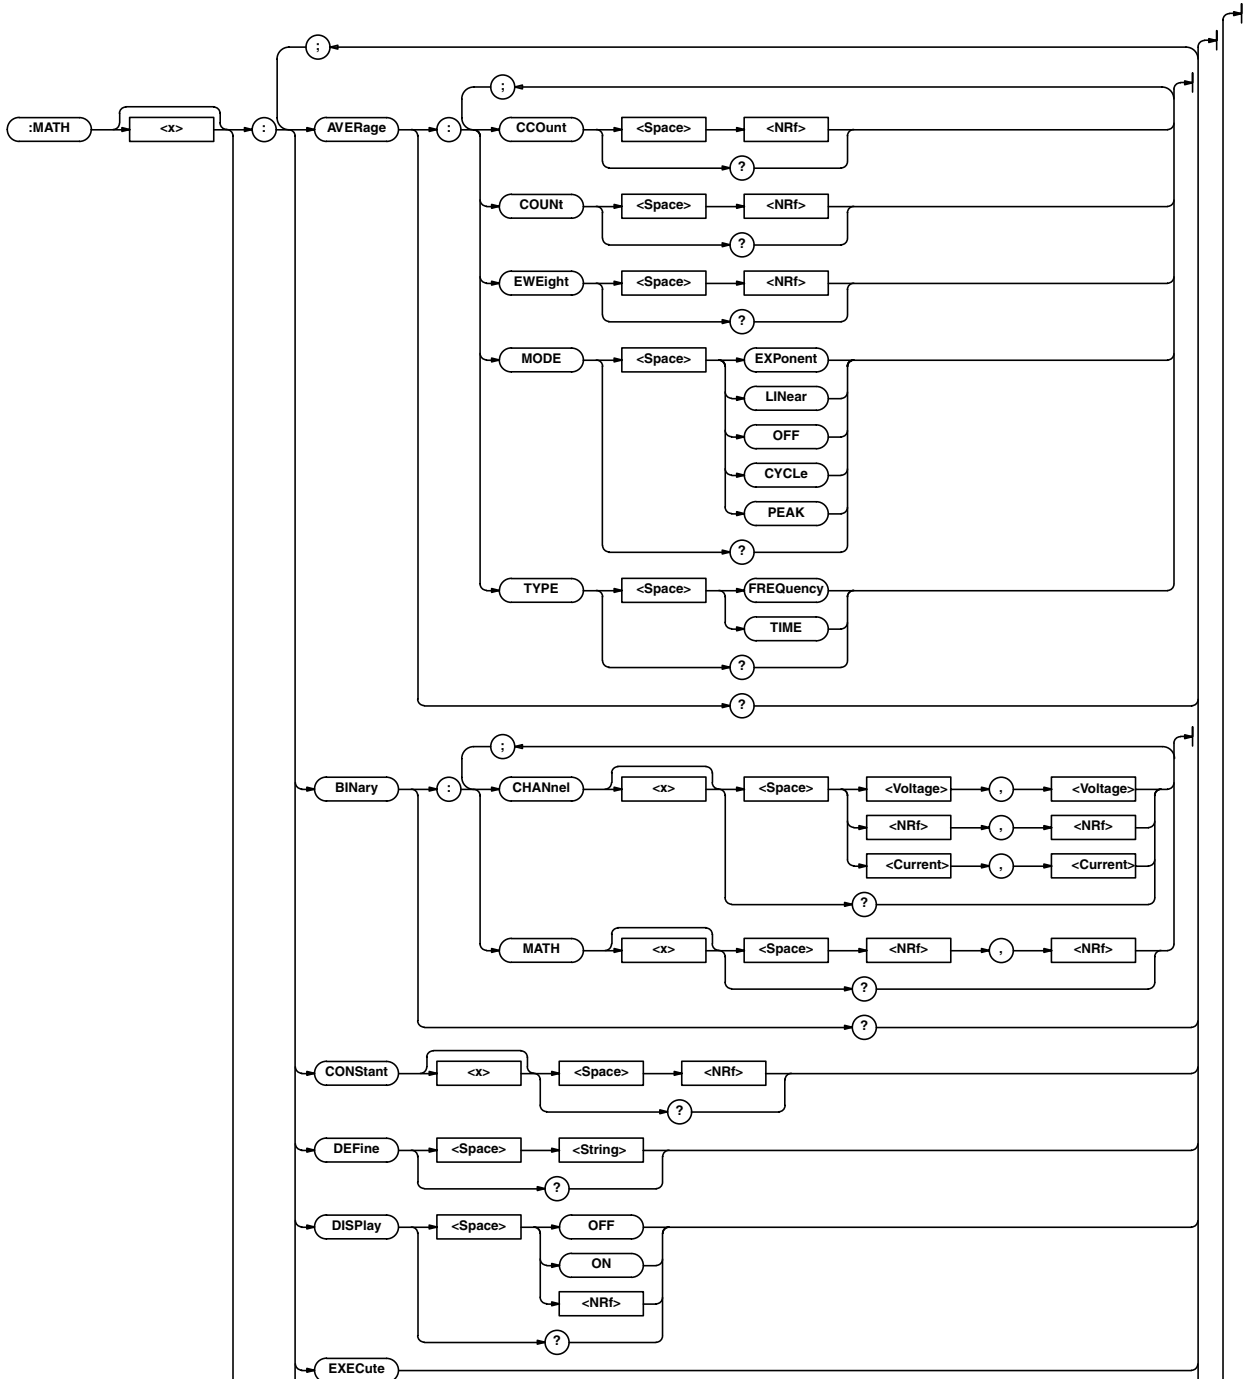 ;
;
:MATH <x> : AVERage : CCOunt <Space> <NRf>
?
COUNt <Space> <NRf>
?
EWEight <Space> <NRf>
?
MODE <Space> EXPonent
LINear
OFF
CYCLe
PEAK
?
TYPE <Space> FREQuency
TIME
?
?
;
BINary : CHANnel <x> <Space> <Voltage> , <Voltage>
<NRf> , <NRf>
<Current> , <Current>
?
MATH <x> <Space> <NRf> , <NRf>
?
?
CONStant <x> <Space> <NRf>
?
DEFine <Space> <String>
?
DISPlay <Space> OFF
ON
<NRf>
?
EXECute